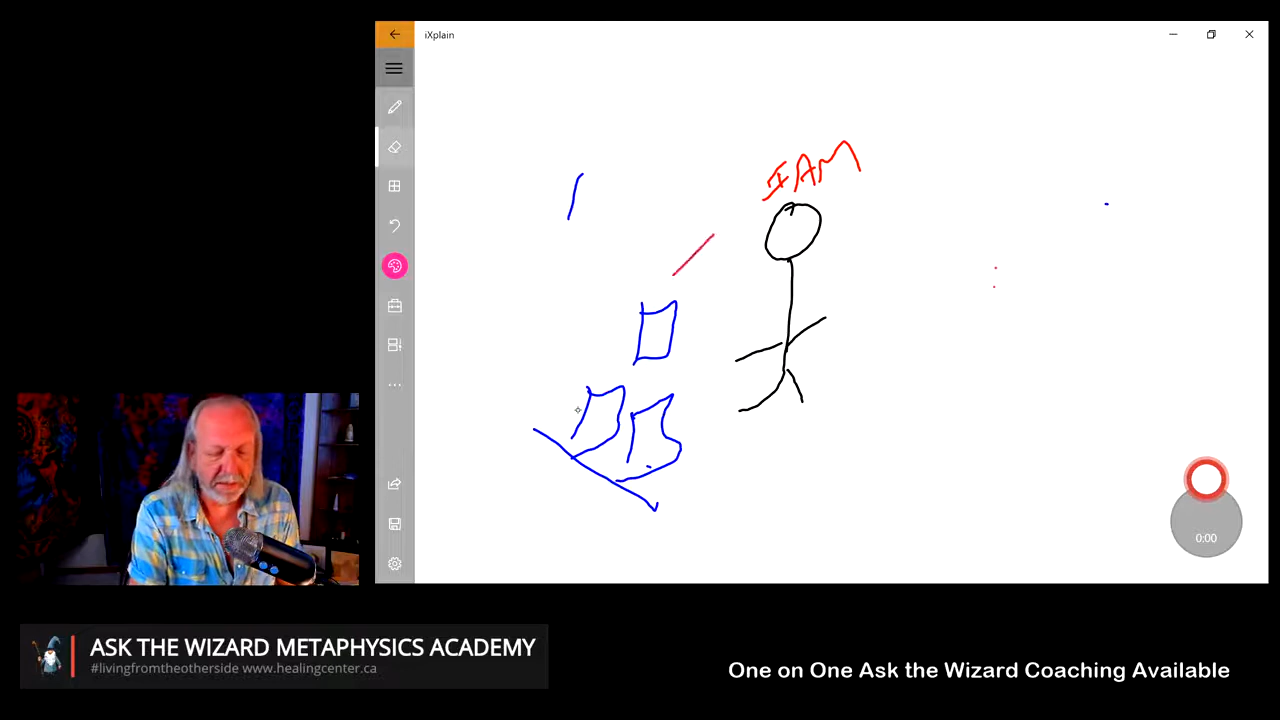 iXplain
I AM
0:00
ASK THE WIZARD METAPHYSICS ACADEMY
#livingfromtheotherside www.healingcenter.ca
One on One Ask the Wizard Coaching Available